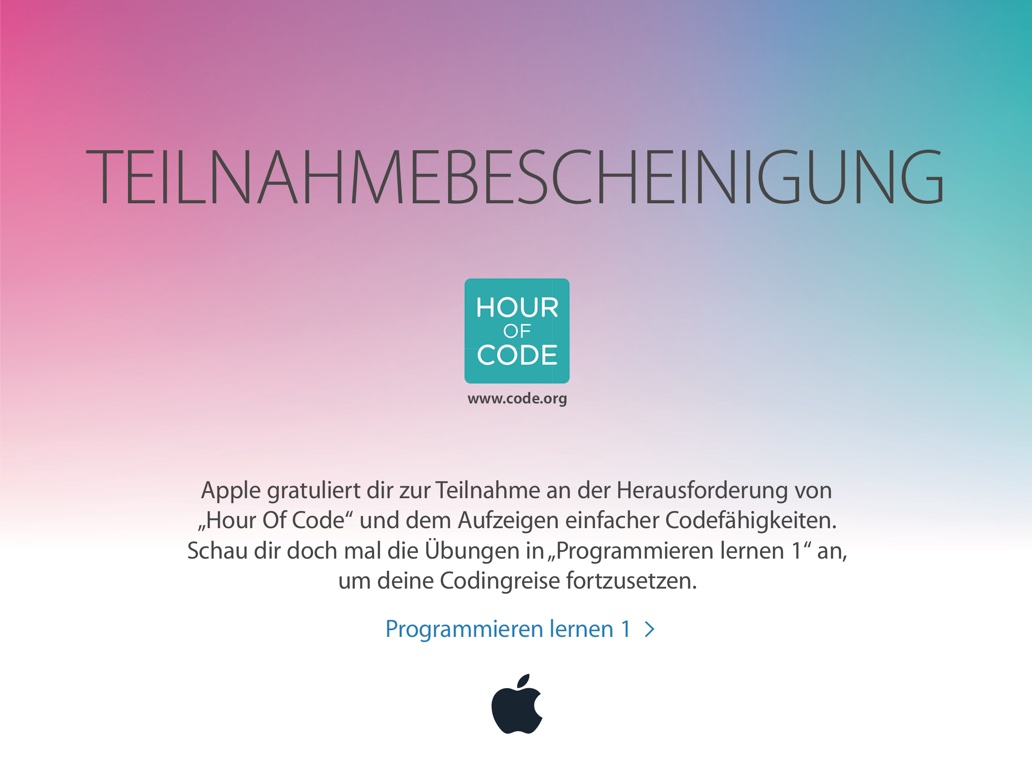 TEILNAHMEBESCHEINIGUNG
HOUR
OF
CODE
www.code.org
Apple gratuliert dir zur Teilnahme an der Herausforderung von
„Hour Of Code“ und dem Aufzeigen einfacher Codefähigkeiten.
Schau dir doch mal die Übungen in „Programmieren lernen 1“ an,
um deine Codingreise fortzusetzen.
Programmieren lernen 1 >